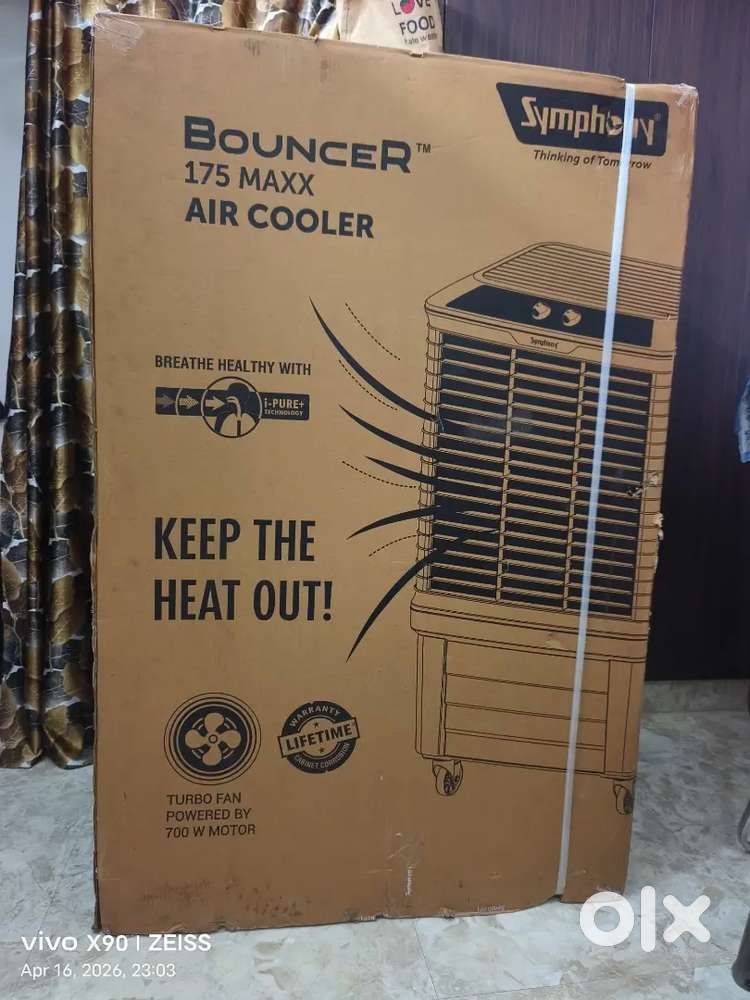 LOVE
FOOD
Symphony®
Thinking of Tomorrow
BOUNCER™
175 MAXX
AIR COOLER
BREATHE HEALTHY WITH
i-PURE+
TECHNOLOGY
Symphony
KEEP THE
HEAT OUT!
WARRANTY
LIFETIME*
CABINET CORROSION
TURBO FAN
POWERED BY
700 W MOTOR
olx
vivo X90 | ZEISS
Apr 16, 2026, 23:03